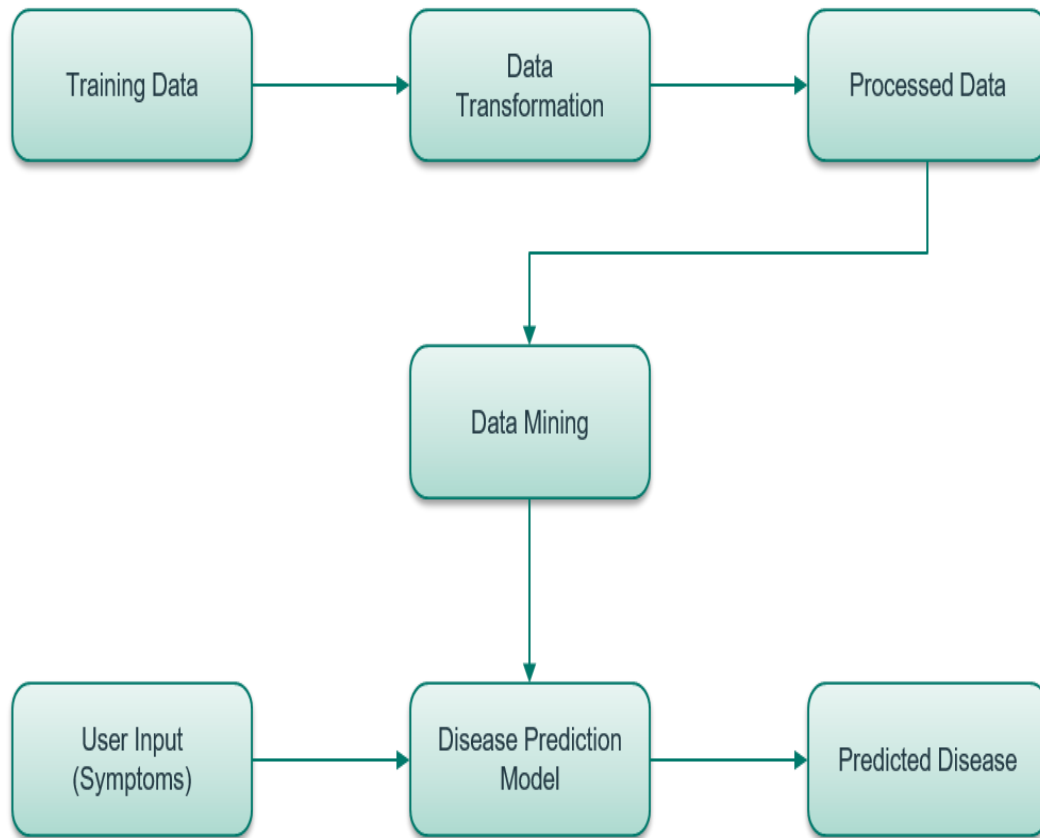 Training Data
Data
Transformation
Processed Data
Data Mining
User Input
(Symptoms)
Disease Prediction
Model
Predicted Disease